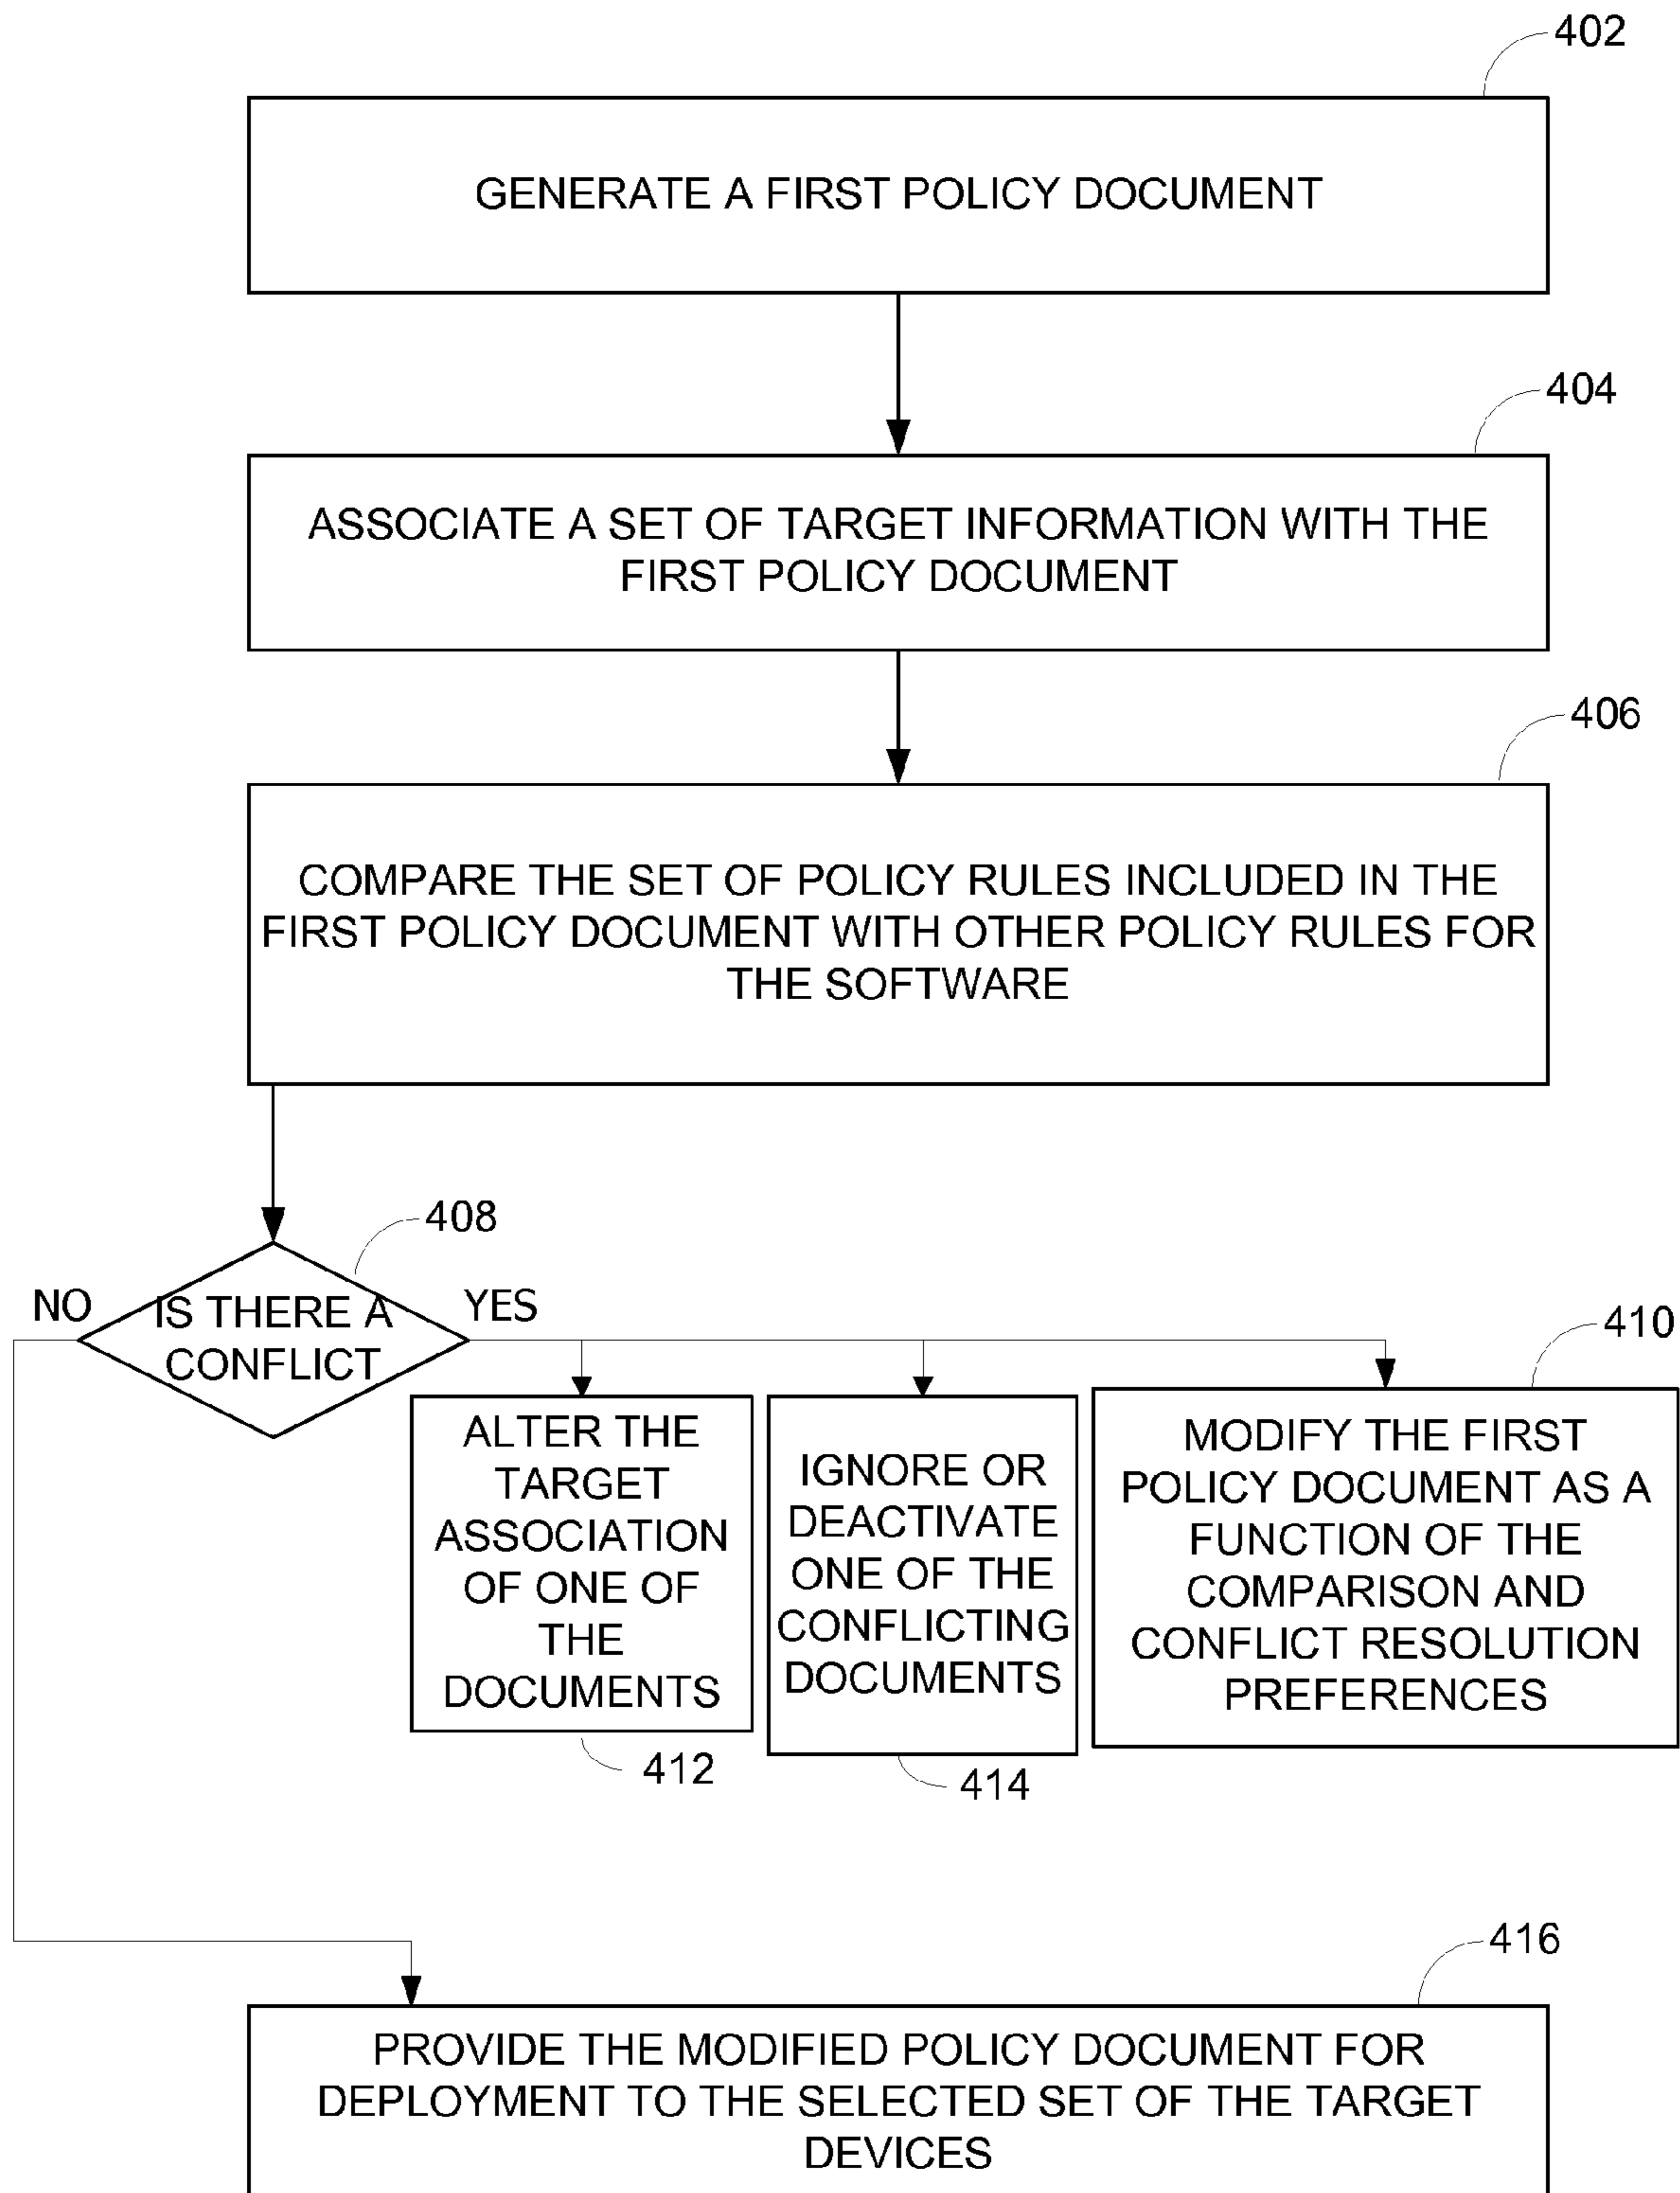 402
GENERATE A FIRST POLICY DOCUMENT
404
ASSOCIATE A SET OF TARGET INFORMATION WITH THE
FIRST POLICY DOCUMENT
406
COMPARE THE SET OF POLICY RULES INCLUDED IN THE
FIRST POLICY DOCUMENT WITH OTHER POLICY RULES FOR
THE SOFTWARE
408
NO
IS THERE A
CONFLICT
YES
ALTER THE
TARGET
ASSOCIATION
OF ONE OF
THE
DOCUMENTS
412
IGNORE OR
DEACTIVATE
ONE OF THE
CONFLICTING
DOCUMENTS
414
410
MODIFY THE FIRST
POLICY DOCUMENT AS A
FUNCTION OF THE
COMPARISON AND
CONFLICT RESOLUTION
PREFERENCES
416
PROVIDE THE MODIFIED POLICY DOCUMENT FOR
DEPLOYMENT TO THE SELECTED SET OF THE TARGET
DEVICES